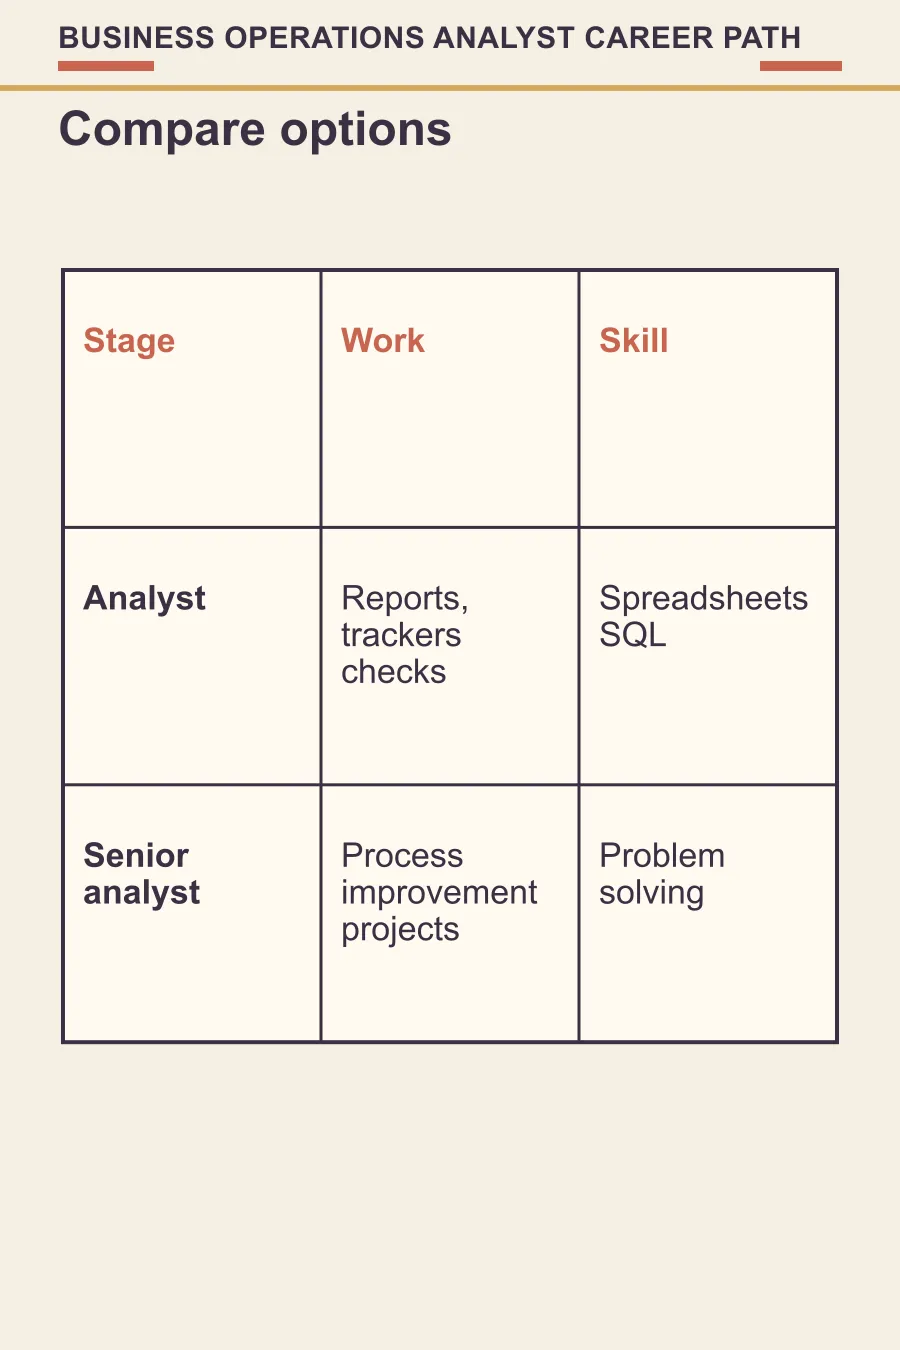 BUSINESS OPERATIONS ANALYST CAREER PATH
Compare options
Stage
Work
Skill
Analyst
Reports,
trackers
checks
Spreadsheets
SQL
Senior
analyst
Process
improvement
projects
Problem
solving